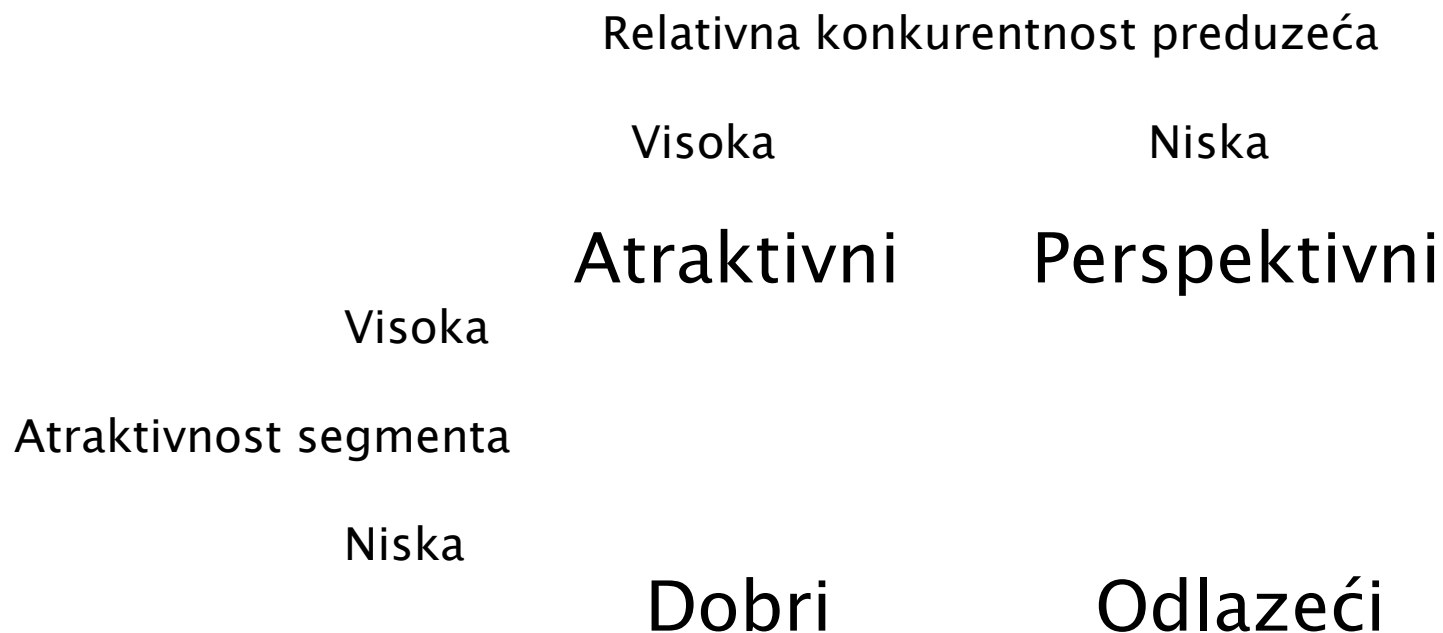 Relativna konkurentnost preduzeća
Visoka Niska
Atraktivni Perspektivni
Visoka
Atraktivnost segmenta
Niska
Dobri Odlazeći